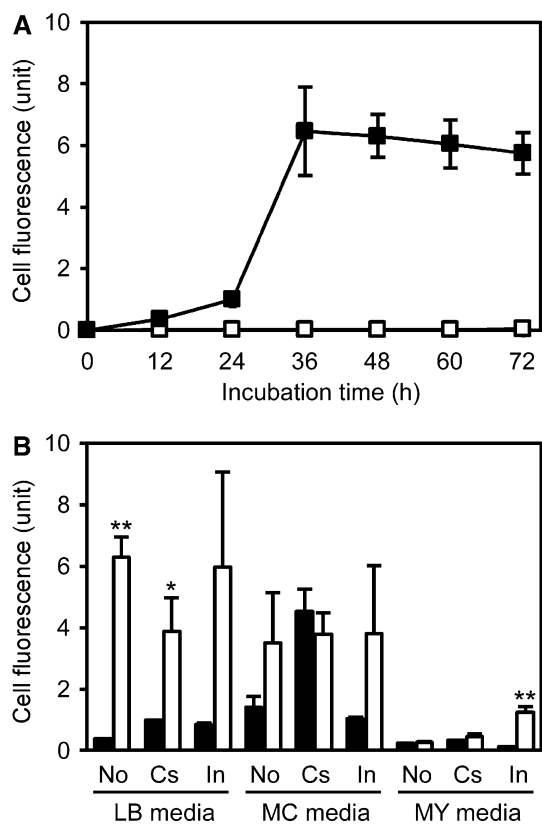 A
Cell fluorescence (unit)
10
8
6
4
2
0
0 12 24 36 48 60 72
Incubation time (h)
B
Cell fluorescence (unit)
10
8
6
4
2
0
**
*
**
No Cs In No Cs In No Cs In
LB media MC media MY media